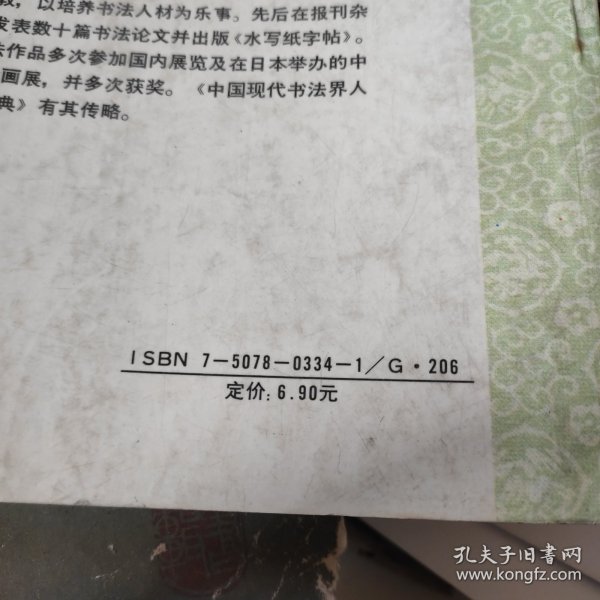 ，以培养书法人材为乐事。先后在报刊杂
发表数十篇书法论文并出版《水写纸字帖》。
作品多次参加国内展览及在日本举办的中
画展，并多次获奖。《中国现代书法界人
典》有其传略。
ISBN 7-5078-0334-1/G·206
定价：6.90元
孔夫子旧书网
www.kongfz.com